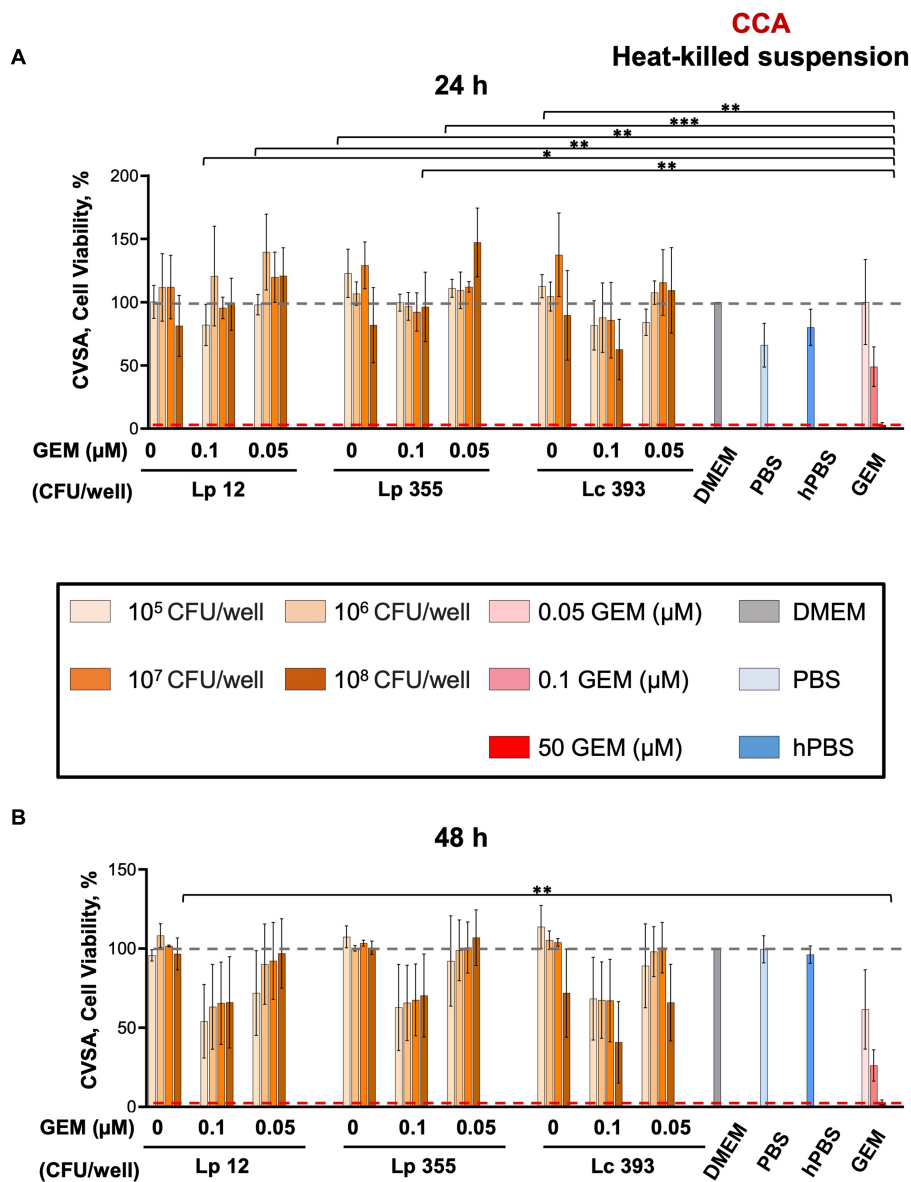 CCA
Heat-killed suspension
A
24 h
**
***
**
**
*
**
CVSA, Cell Viability, %
200
150
100
50
0
GEM (µM) 0 0.1 0.05 0 0.1 0.05 0 0.1 0.05
(CFU/well) Lp 12 Lp 355 Lc 393
DMEM PBS hPBS GEM
10⁵ CFU/well 10⁶ CFU/well 0.05 GEM (µM) DMEM
10⁷ CFU/well 10⁸ CFU/well 0.1 GEM (µM) PBS
50 GEM (µM) hPBS
B
48 h
**
CVSA, Cell Viability, %
150
100
50
0
GEM (µM) 0 0.1 0.05 0 0.1 0.05 0 0.1 0.05
(CFU/well) Lp 12 Lp 355 Lc 393
DMEM PBS hPBS GEM